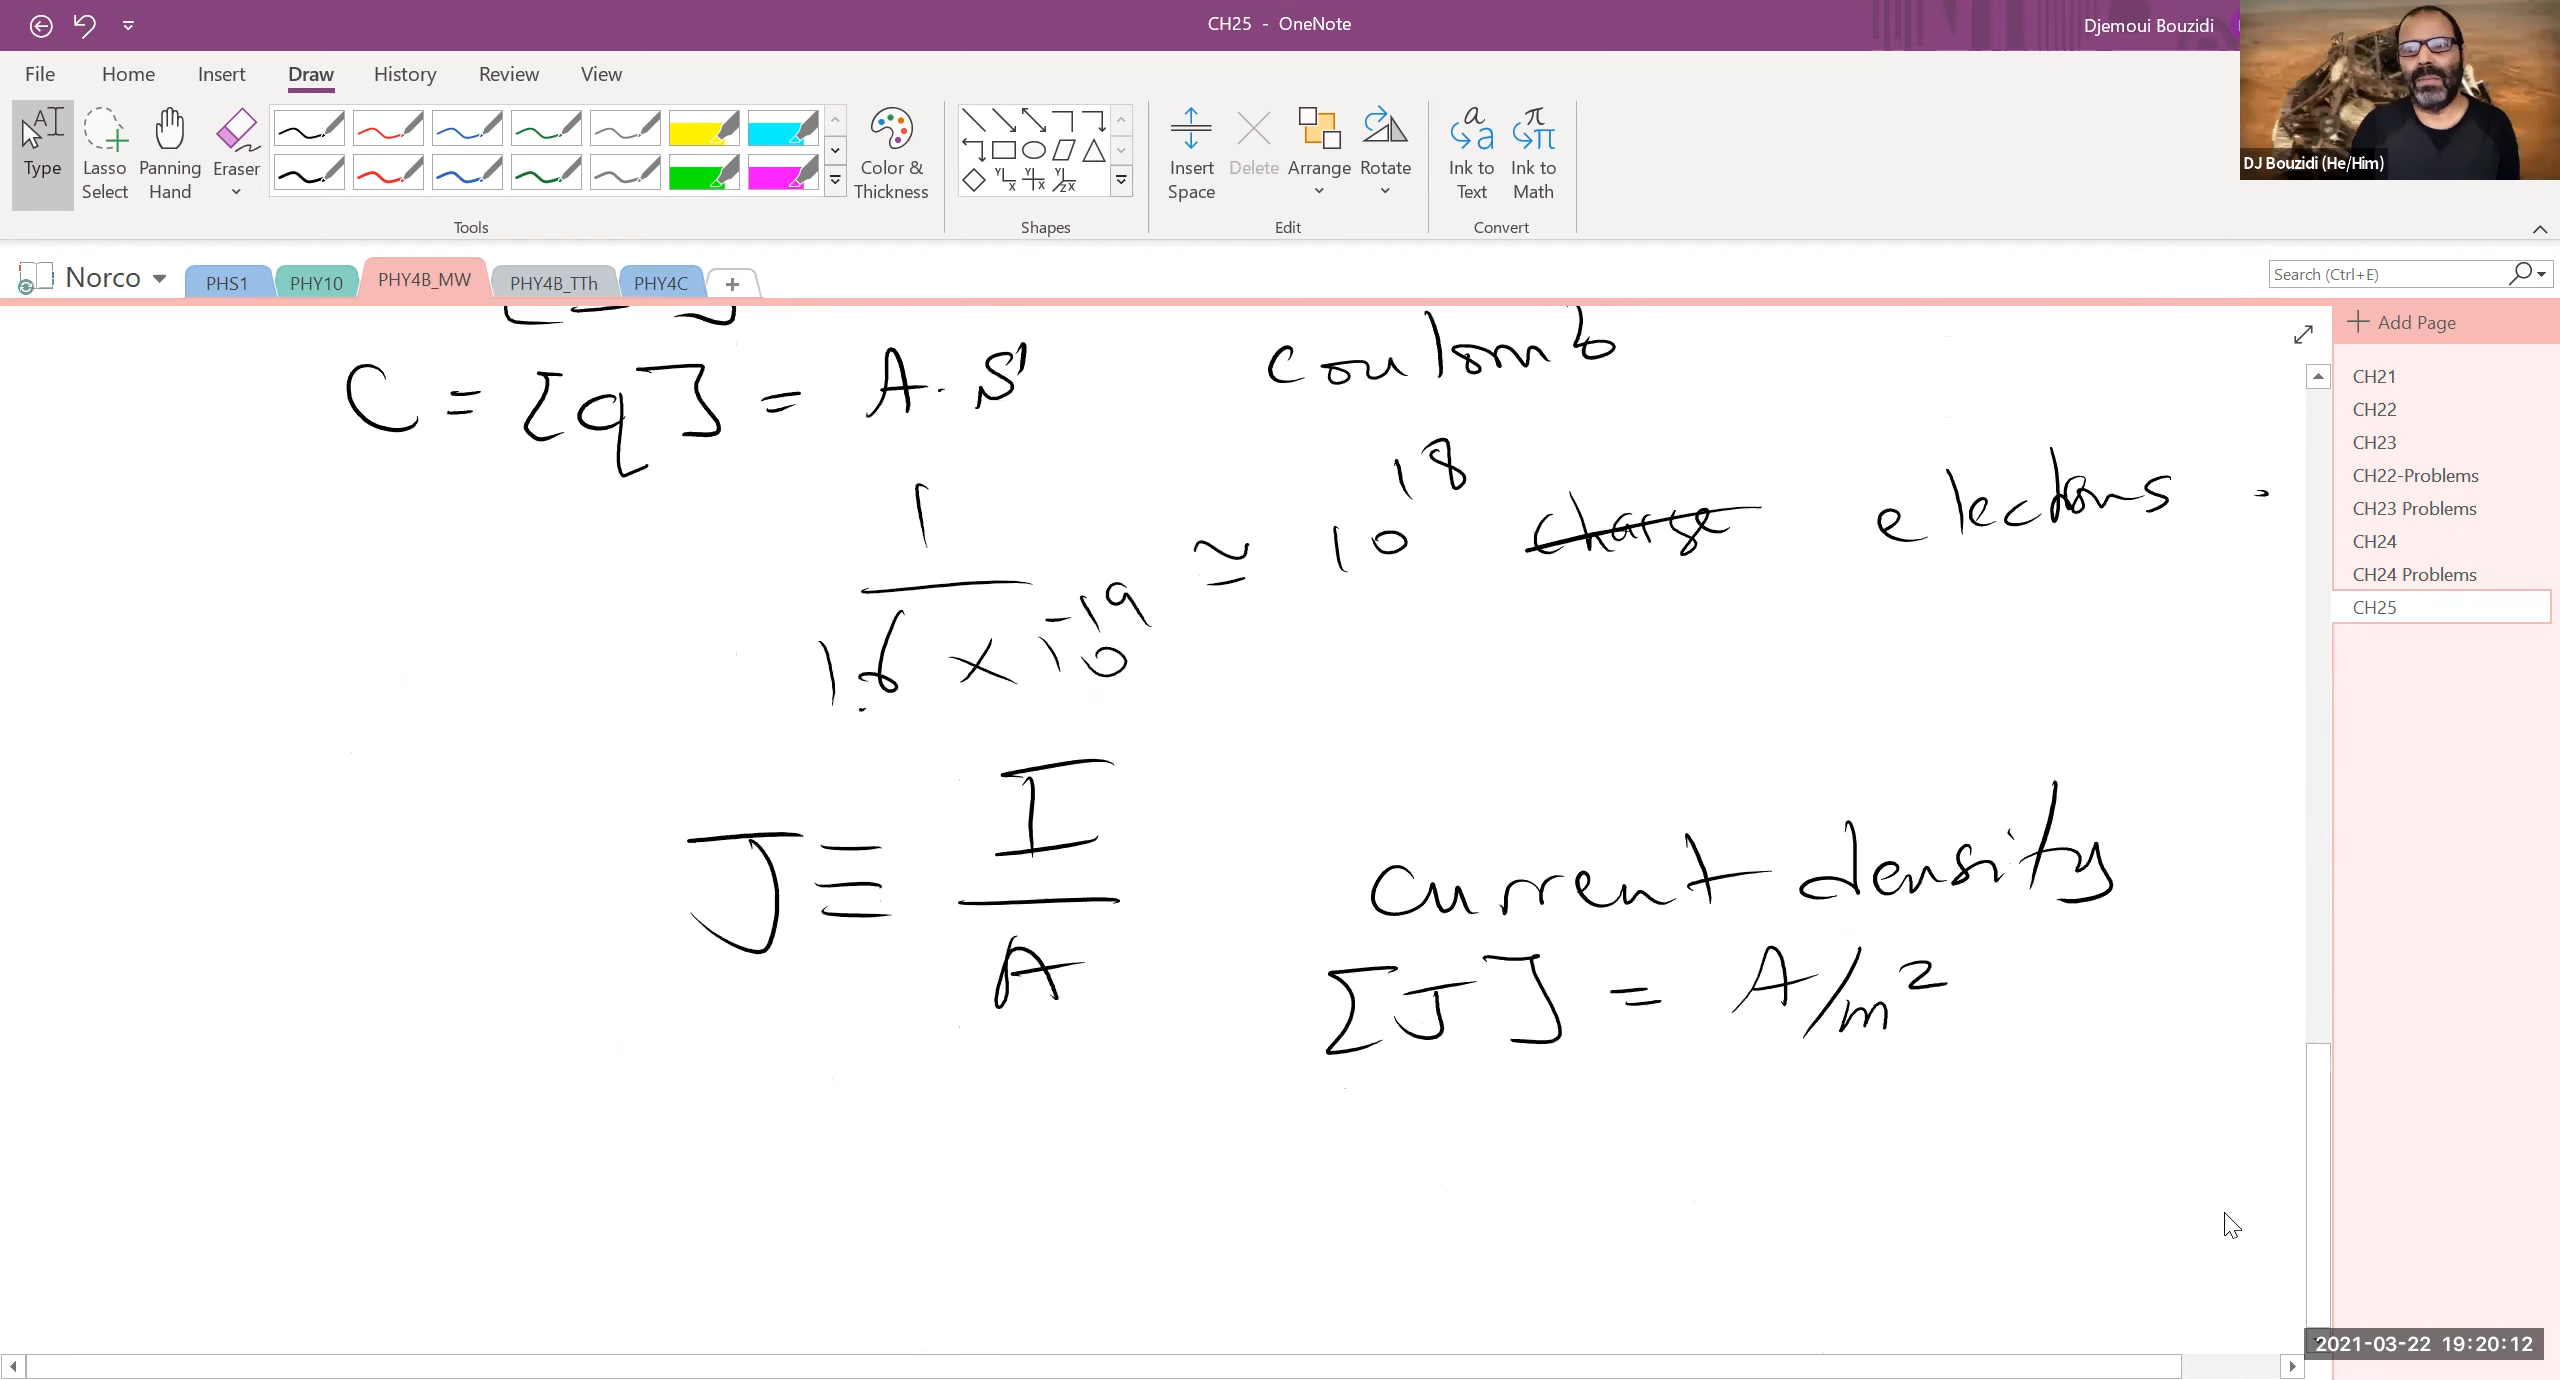 CH25 - OneNote
Djemoui Bouzidi
File Home Insert Draw History Review View
Type
Lasso Select
Panning Hand
Eraser
Color & Thickness
Insert Space
Delete
Arrange
Rotate
Ink to Text
Ink to Math
Tools
Shapes
Edit
Convert
DJ Bouzidi (He/Him)
Norco PHS1 PHY10 PHY4B_MW PHY4B_TTh PHY4C +
Search (Ctrl+E)
Add Page
CH21
CH22
CH23
CH22-Problems
CH23 Problems
CH24
CH24 Problems
CH25
C = [q] = A. S coulomb
1 / 1.6 × 10^-19 ≃ 10^18 charge electons
J ≡ I / A current density
[J] = A/m²
2021-03-22 19:20:12